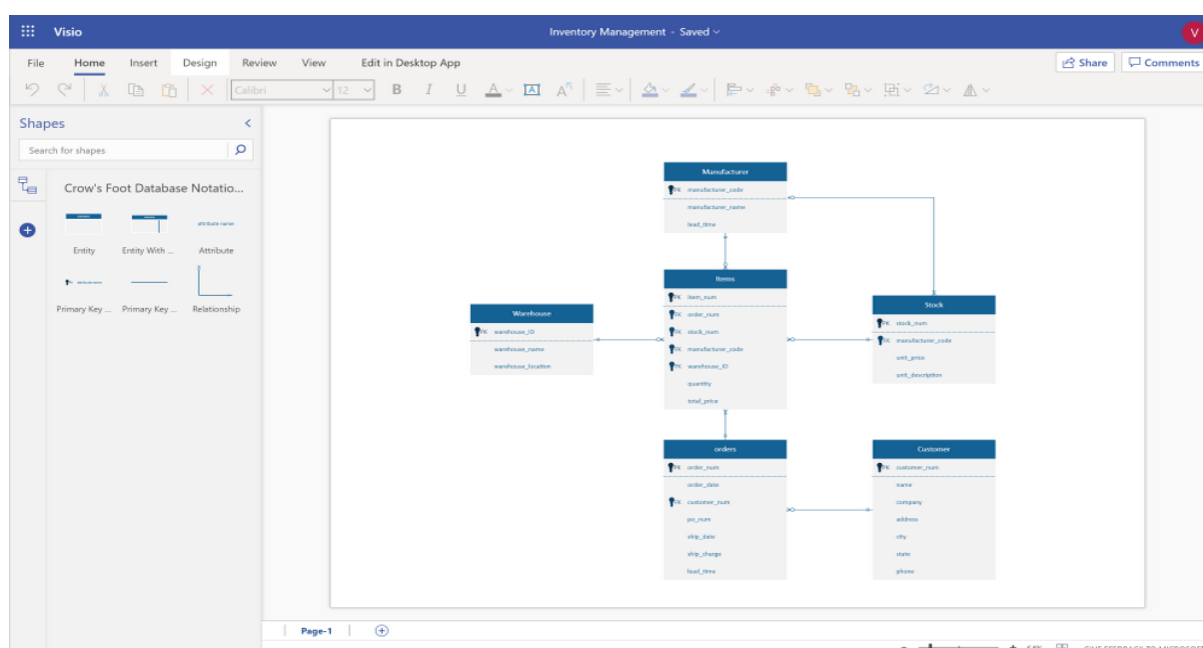 Visio
Inventory Management - Saved
V
File Home Insert Design Review View Edit in Desktop App
Share Comments
Calibri 12 B I U A A A
Shapes
Search for shapes
Crow's Foot Database Notatio...
attribute name
Entity Entity With ... Attribute
Primary Key ... Primary Key ... Relationship
Manufacturer
PK manufacturer_code
manufacturer_name
lead_time
Items
PK item_num
PK order_num
PK stock_num
PK manufacturer_code
PK warehouse_ID
quantity
total_price
Warehouse
PK warehouse_ID
warehouse_name
warehouse_location
Stock
PK stock_num
PK manufacturer_code
unit_price
unit_description
orders
PK order_num
order_date
PK customer_num
po_num
ship_date
ship_charge
lead_time
Customer
PK customer_num
name
company
address
city
state
phone
Page-1